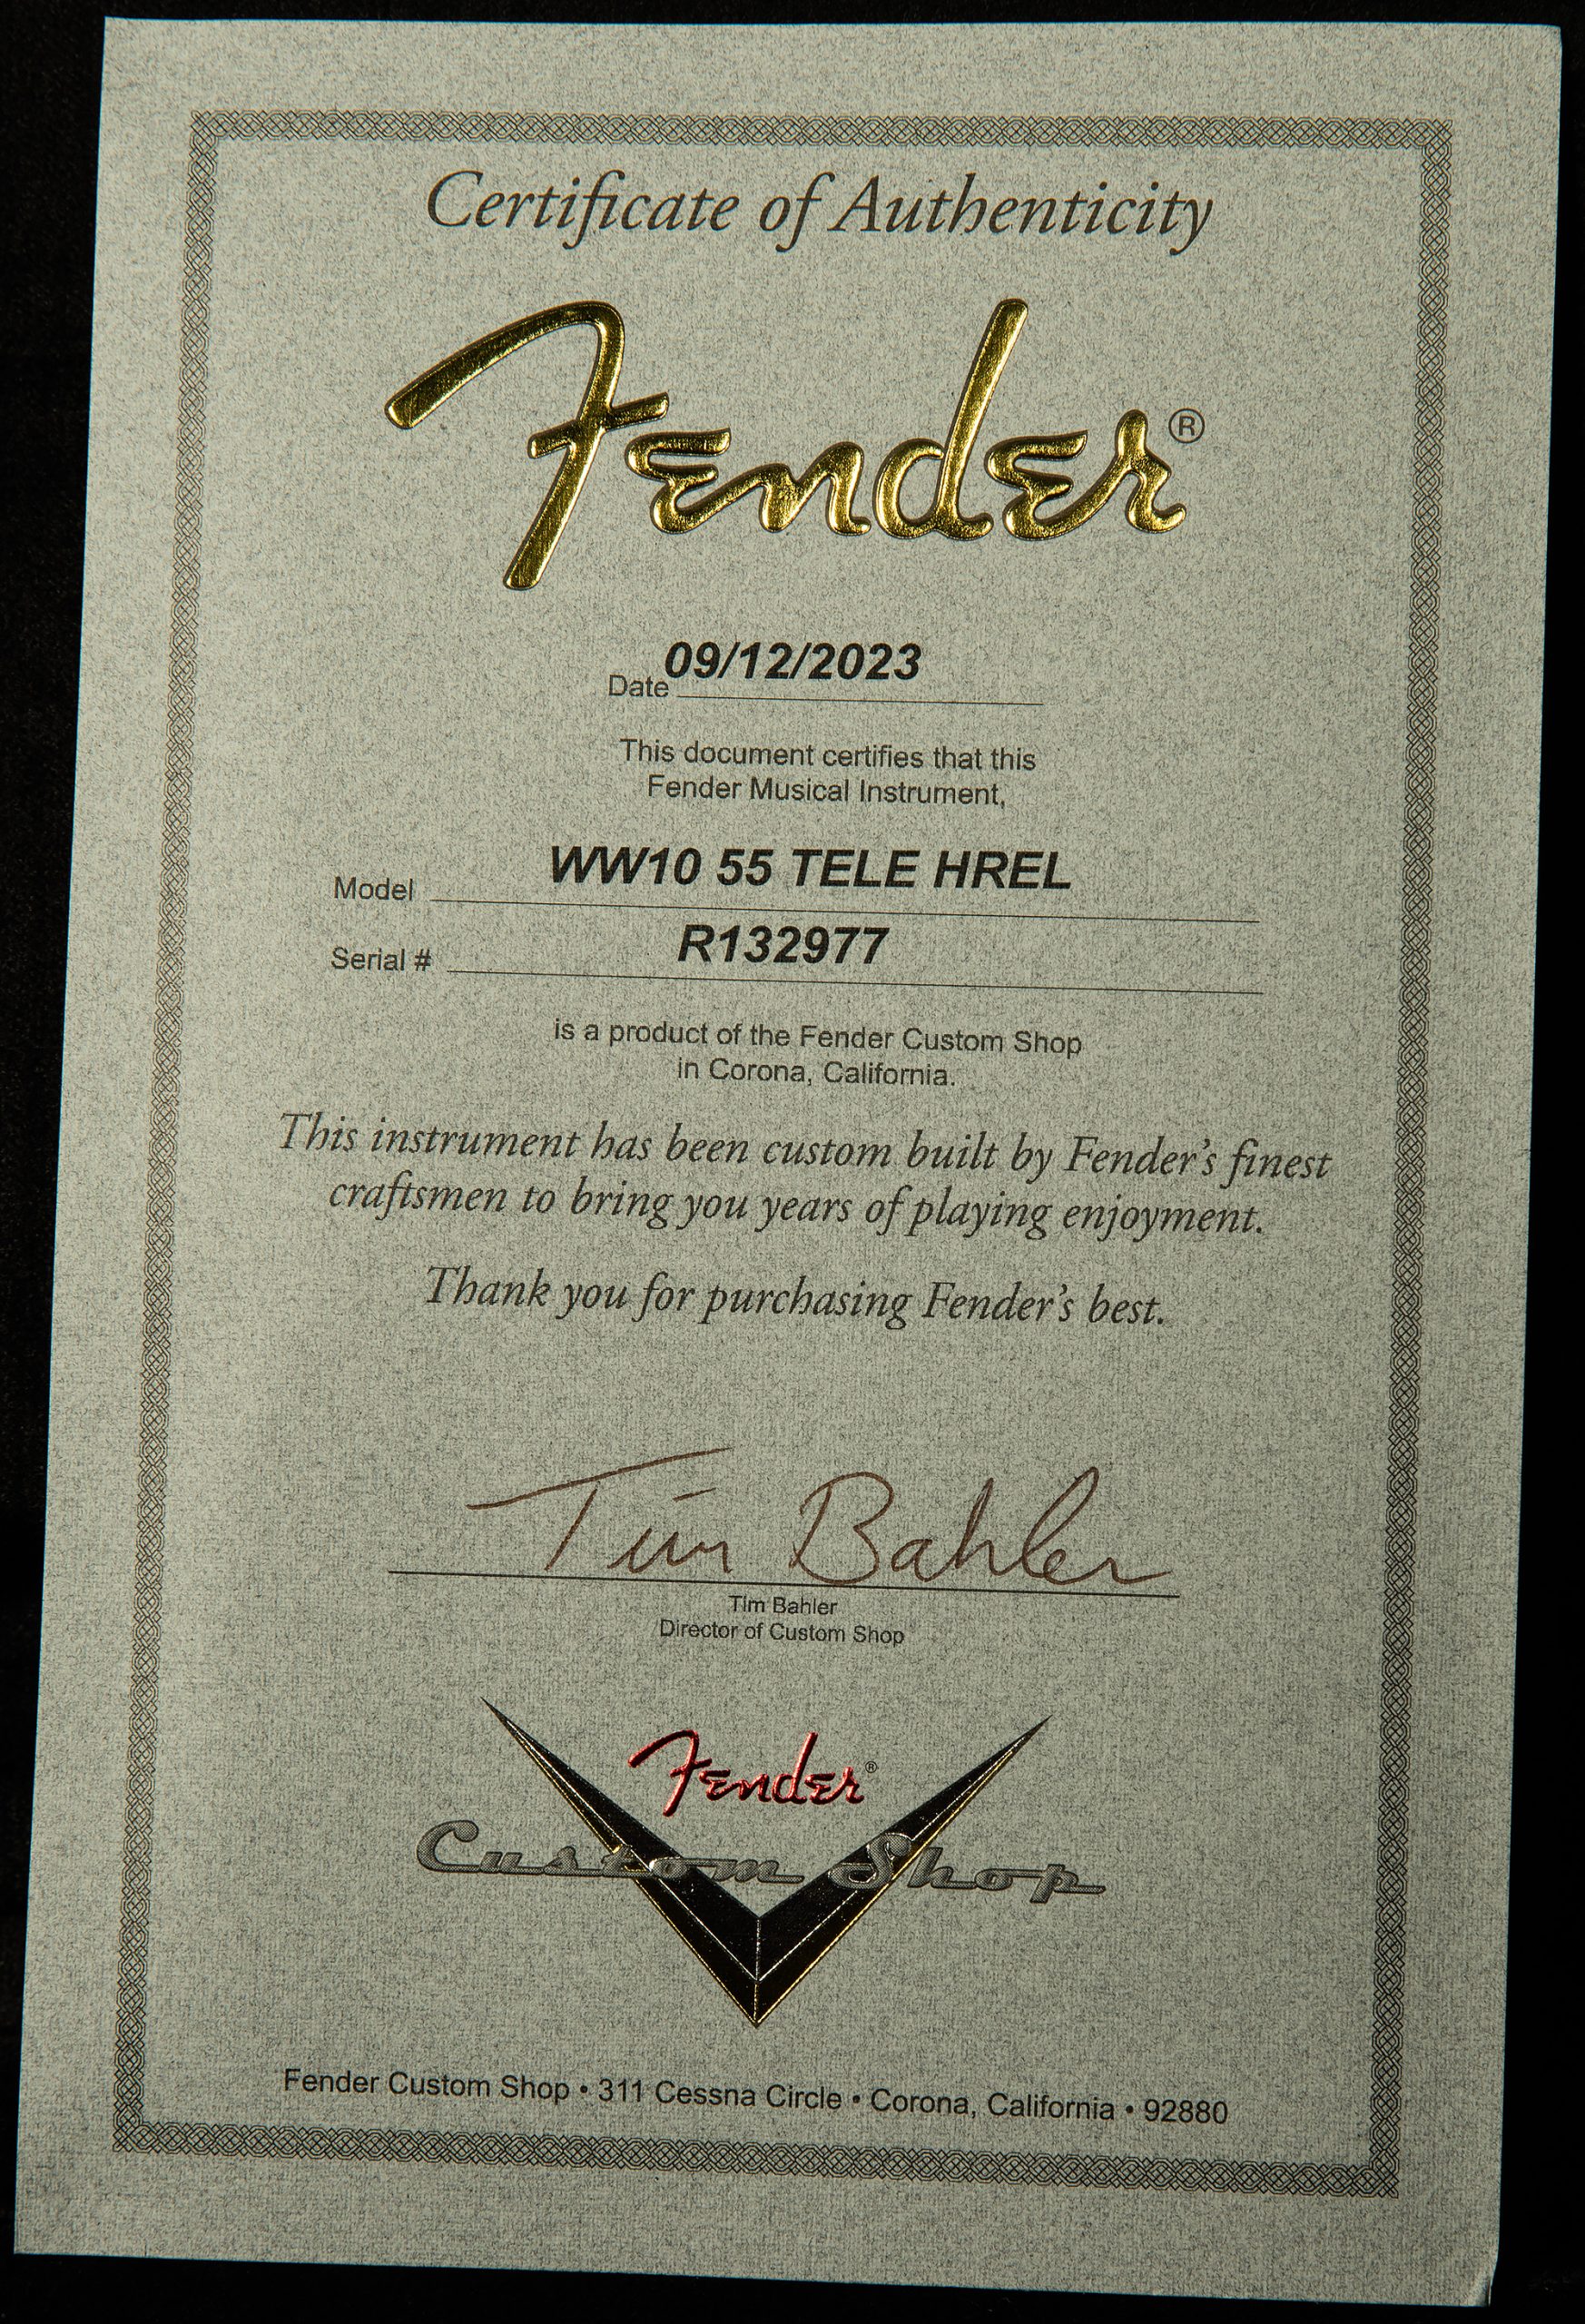 Certificate of Authenticity
Fender®
Date 09/12/2023
This document certifies that this
Fender Musical Instrument,
Model WW10 55 TELE HREL
Serial # R132977
is a product of the Fender Custom Shop
in Corona, California.
This instrument has been custom built by Fender's finest
craftsmen to bring you years of playing enjoyment.
Thank you for purchasing Fender's best.
Tim Bahler
Tim Bahler
Director of Custom Shop
Fender®
Custom Shop
Fender Custom Shop • 311 Cessna Circle • Corona, California • 92880